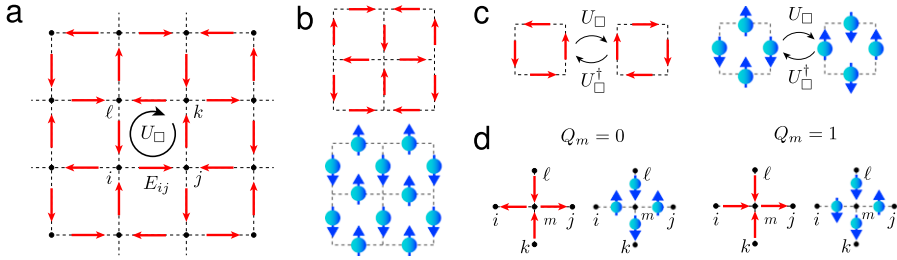 a
ℓ
k
U□
i
E_ij
j
b
c
U□
U□†
U□
U□†
d
Q_m = 0
Q_m = 1
ℓ
i
m
j
k
ℓ
i
m
j
k
ℓ
i
m
j
k
ℓ
i
m
j
k